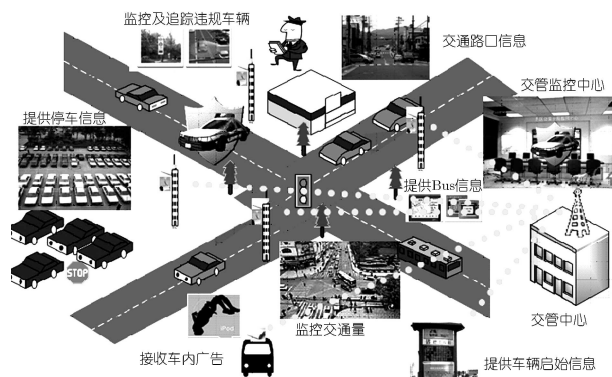 监控及追踪违规车辆
交通路口信息
交管监控中心
提供停车信息
提供Bus信息
STOP
监控交通量
iPod
接收车内广告
交管中心
提供车辆启始信息